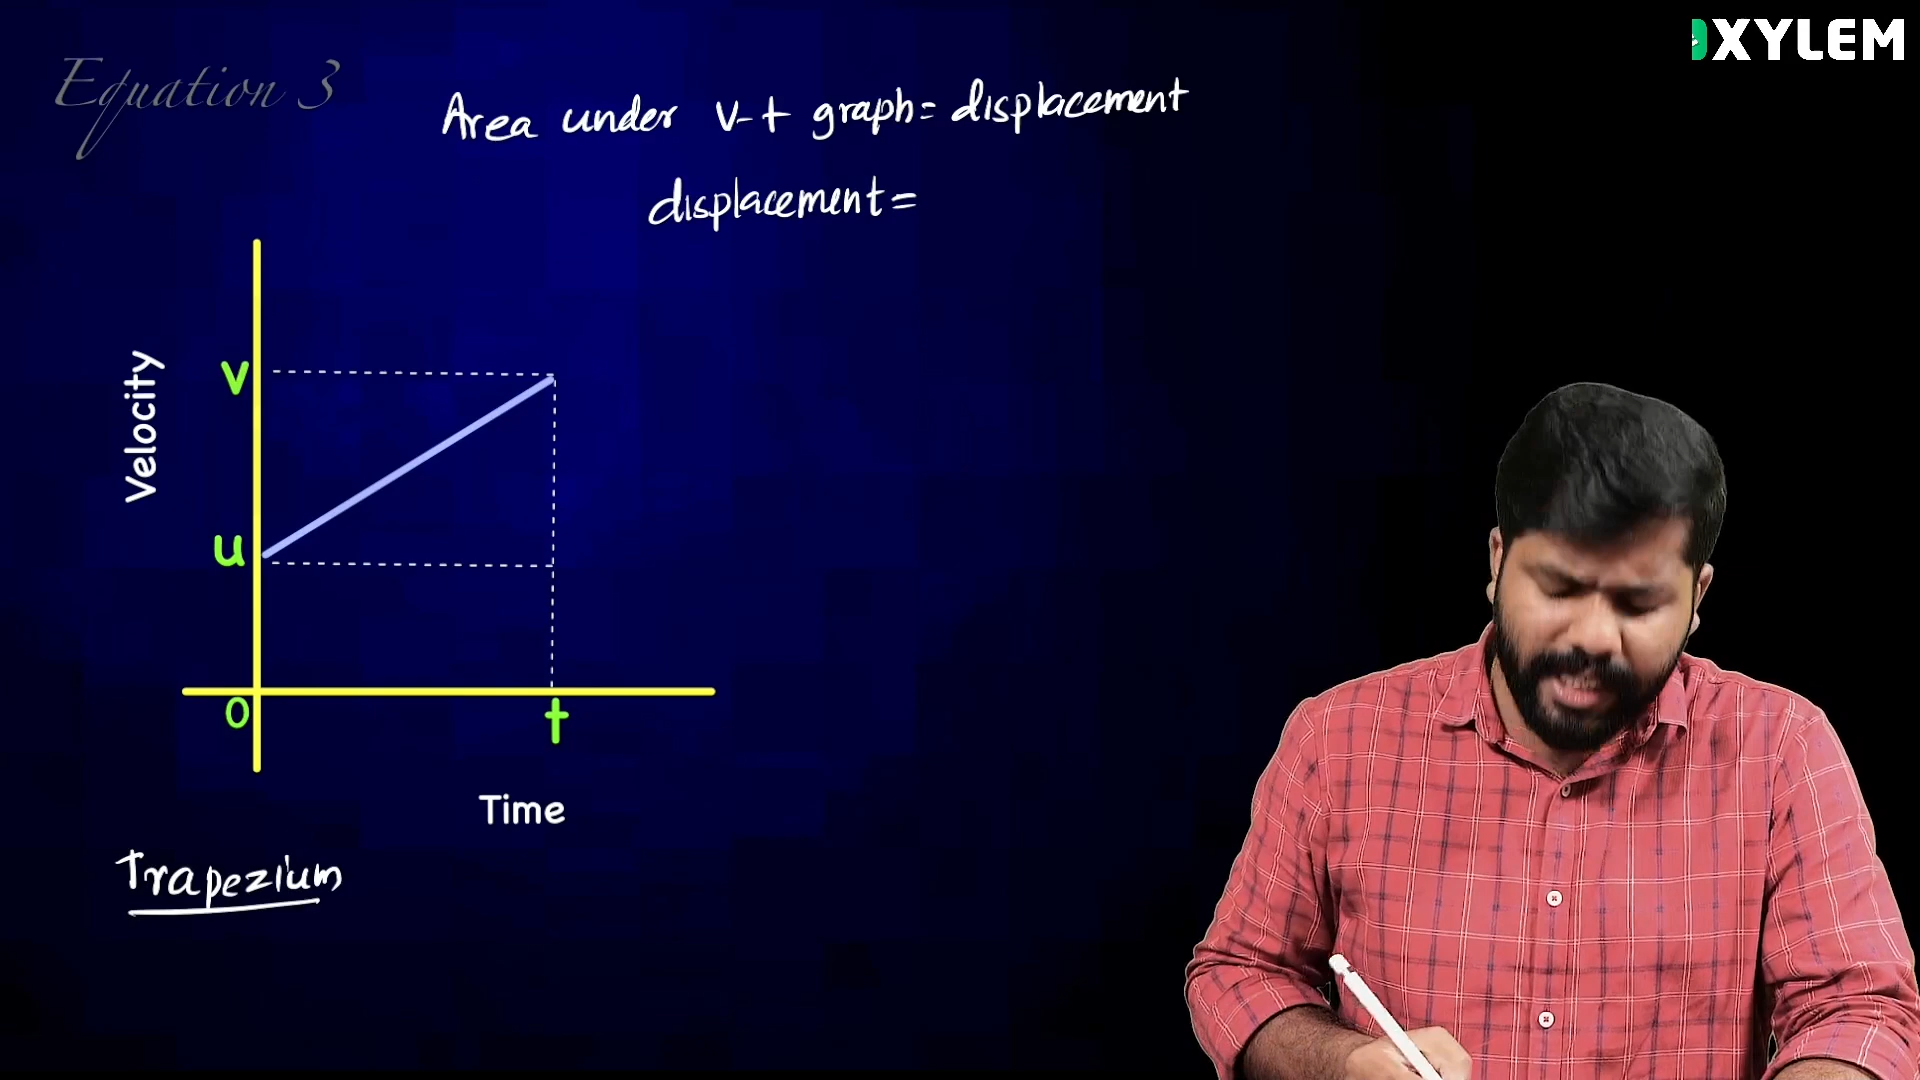 XYLEM
Equation 3
Area under v-t graph = displacement
displacement =
Velocity
v
u
0
t
Time
Trapezium